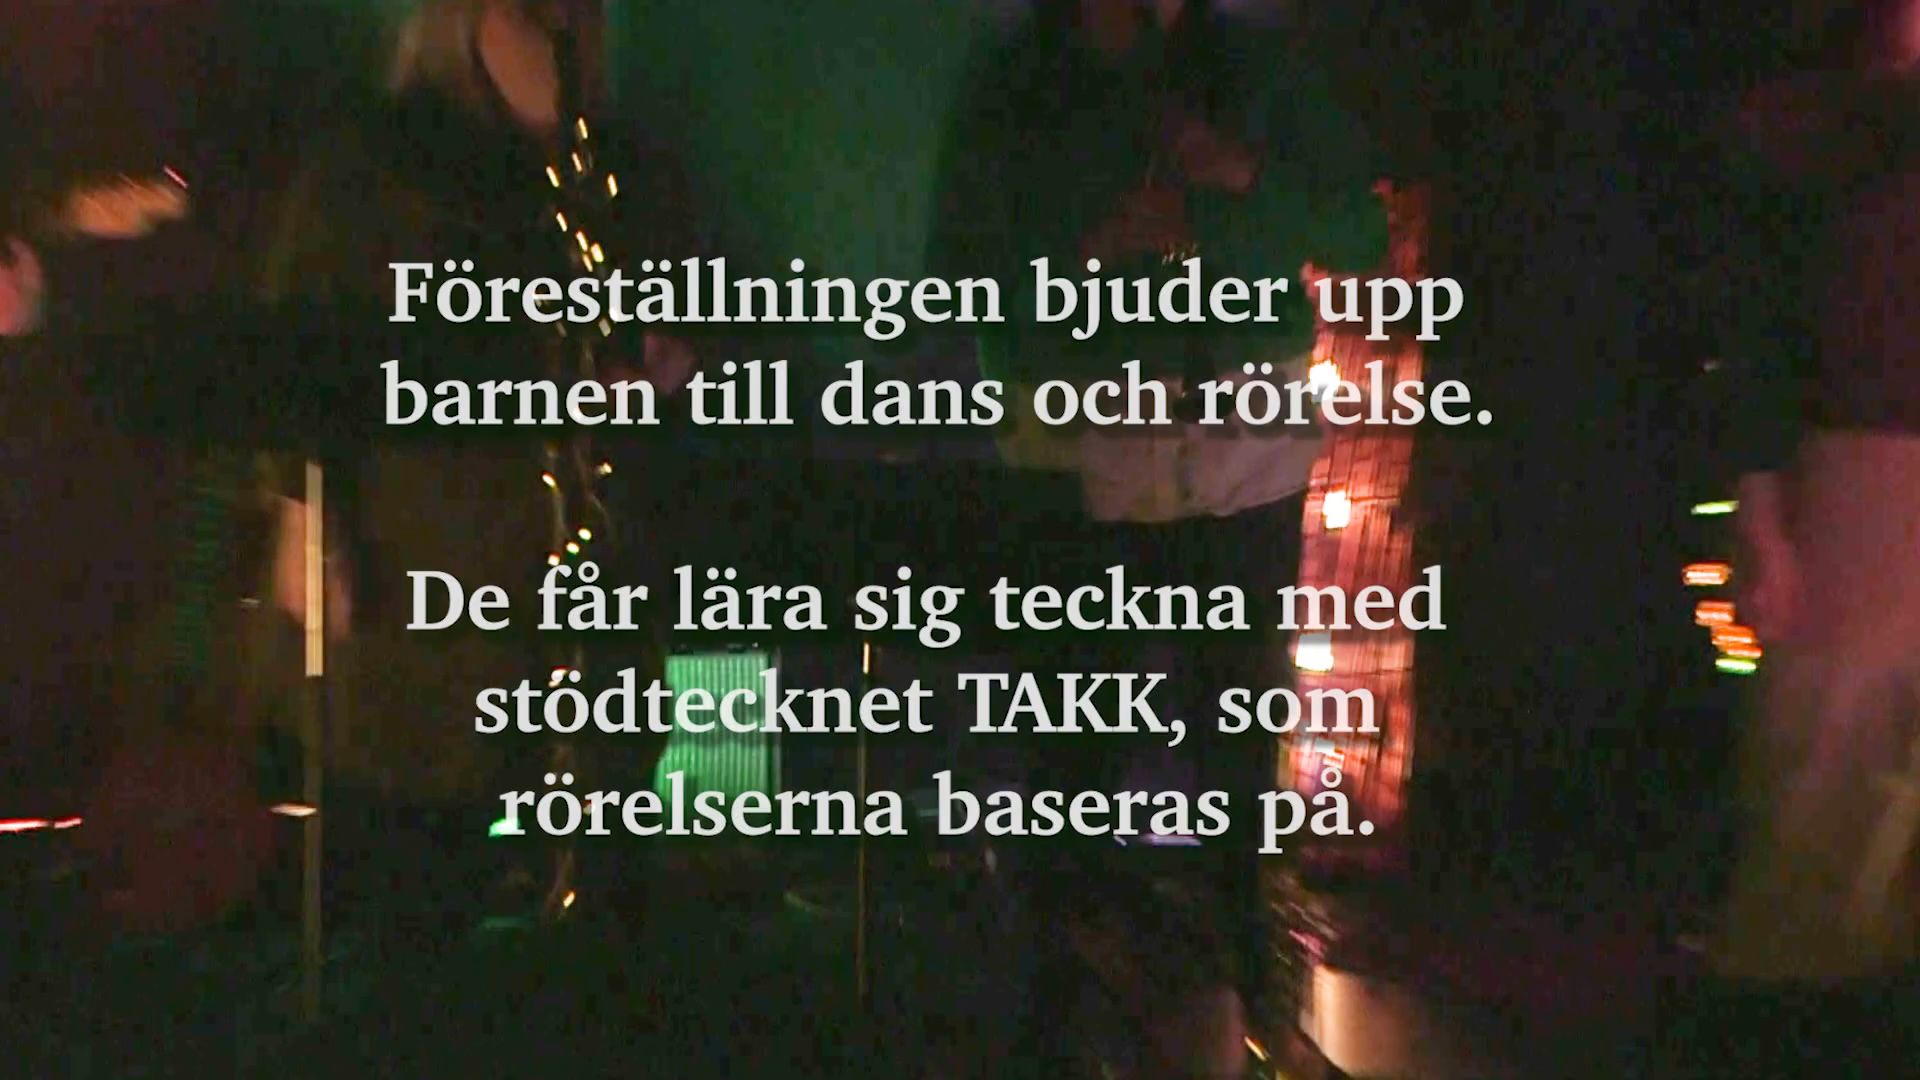 Föreställningen bjuder upp
barnen till dans och rörelse.
De får lära sig teckna med
stödtecknet TAKK, som
rörelserna baseras på.